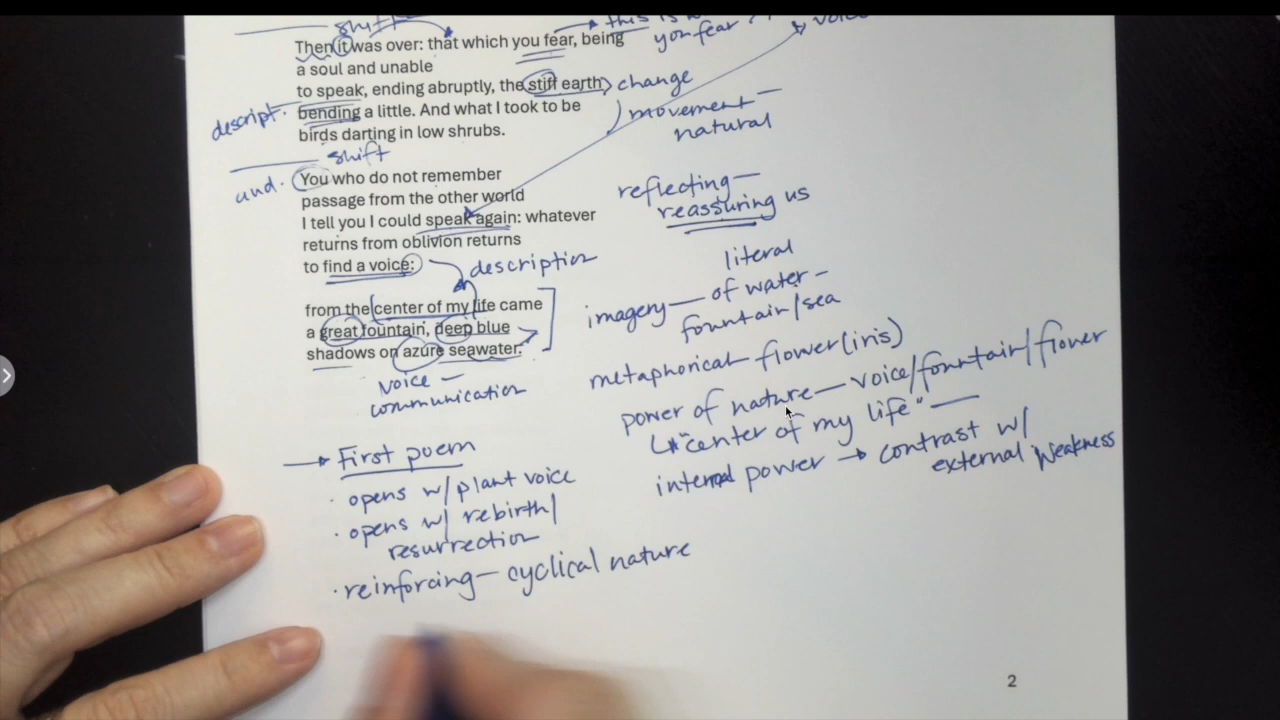 shift
this is
voice
Then it was over: that which you fear, being
you fear
a soul and unable
to speak, ending abruptly, the stiff earth
change
descript.
bending a little. And what I took to be
movement —
natural
birds darting in low shrubs.
shift
und.
You who do not remember
passage from the other world
reflecting —
reassuring us
I tell you I could speak again: whatever
returns from oblivion returns
to find a voice:
description
literal
imagery — of water —
fountain/sea
from the center of my life came
a great fountain, deep blue
shadows on azure seawater.
voice —
communication
metaphorical — flower (iris)
power of nature — voice/fountain/flower
"center of my life" —
internal power → contrast w/
external weakness
→ First poem
· opens w/ plant voice
· opens w/ rebirth/
resurrection
· reinforcing — cyclical nature
2